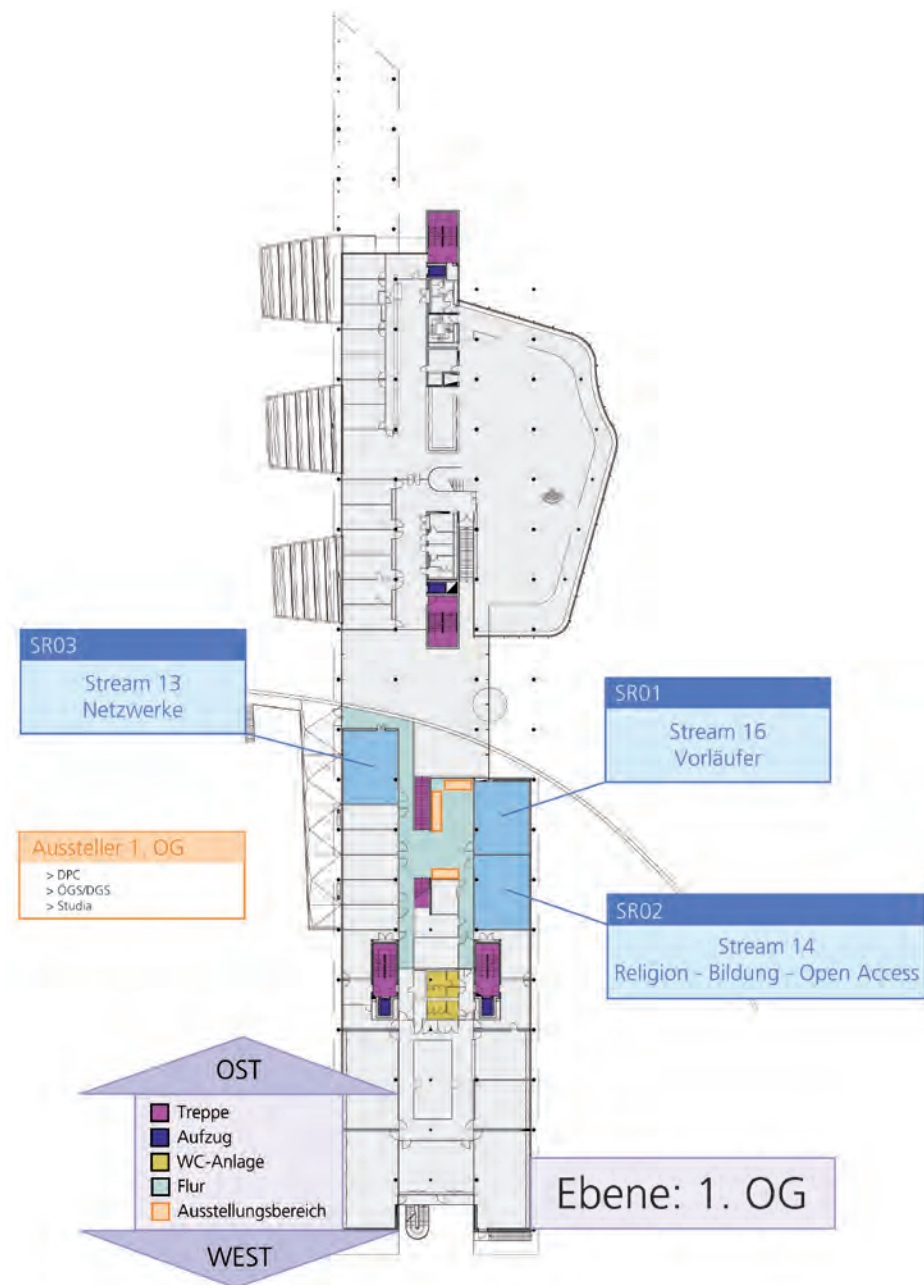 SR03
Stream 13
Netzwerke
SR01
Stream 16
Vorläufer
Aussteller 1. OG
> DPC
> ÖGS/DGS
> Studia
SR02
Stream 14
Religion - Bildung - Open Access
OST
Treppe
Aufzug
WC-Anlage
Flur
Ausstellungsbereich
WEST
Ebene: 1. OG